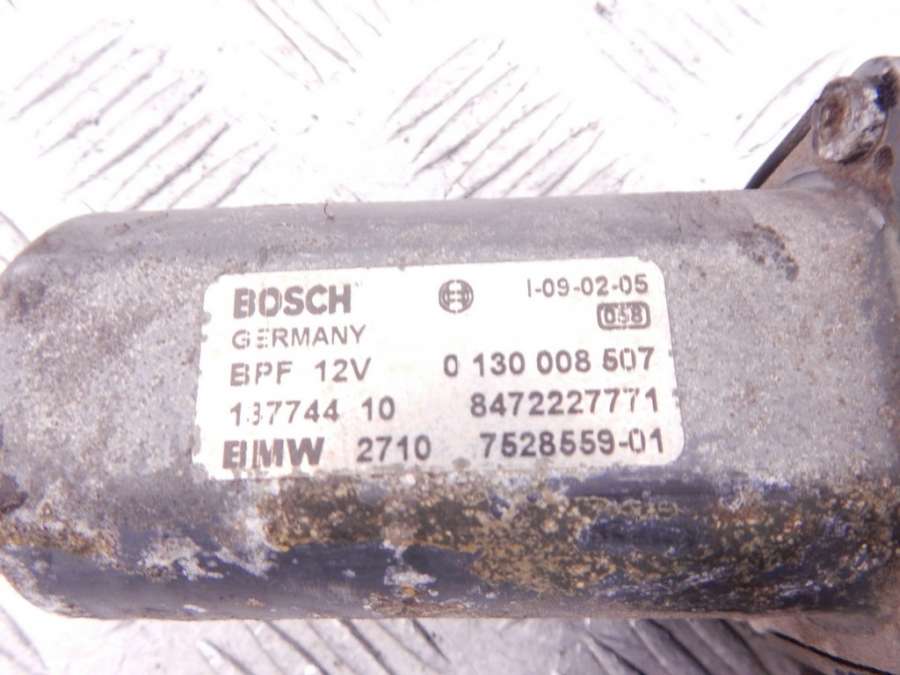 BOSCH I-09-02-05
GERMANY 058
BPF 12V 0 130 008 507
137744 10 8472227771
BMW 2710 7528559-01